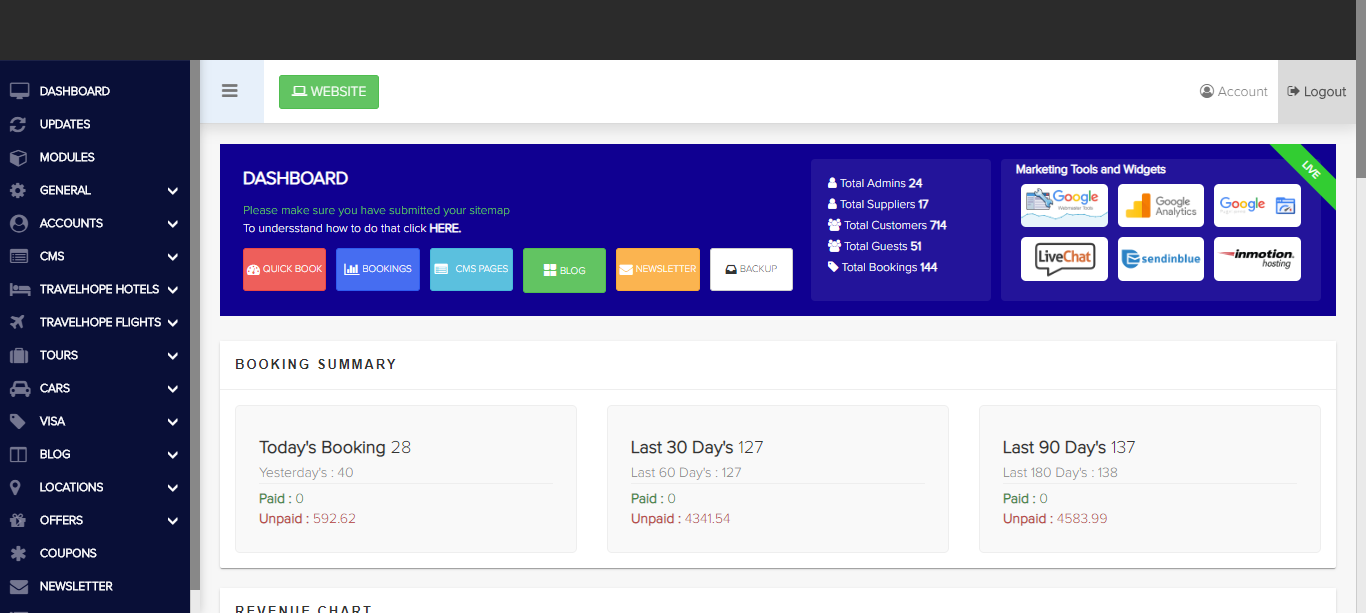 WEBSITE
Account
Logout
DASHBOARD
UPDATES
MODULES
GENERAL
ACCOUNTS
CMS
TRAVELHOPE HOTELS
TRAVELHOPE FLIGHTS
TOURS
CARS
VISA
BLOG
LOCATIONS
OFFERS
COUPONS
NEWSLETTER
DASHBOARD
Please make sure you have submitted your sitemap
To undersstand how to do that click HERE.
QUICK BOOK
BOOKINGS
CMS PAGES
BLOG
NEWSLETTER
BACKUP
Total Admins 24
Total Suppliers 17
Total Customers 714
Total Guests 51
Total Bookings 144
Marketing Tools and Widgets
LIVE
Google
Webmaster Tools
Google
Analytics
Google
LiveChat
sendinblue
inmotion
hosting
BOOKING SUMMARY
Today's Booking 28
Yesterday's : 40
Paid : 0
Unpaid : 592.62
Last 30 Day's 127
Last 60 Day's : 127
Paid : 0
Unpaid : 4341.54
Last 90 Day's 137
Last 180 Day's : 138
Paid : 0
Unpaid : 4583.99
REVENUE CHART